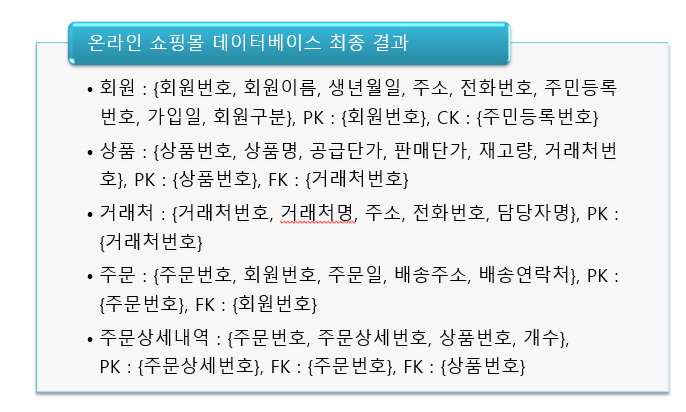 온라인 쇼핑몰 데이터베이스 최종 결과
• 회원 : {회원번호, 회원이름, 생년월일, 주소, 전화번호, 주민등록
번호, 가입일, 회원구분}, PK : {회원번호}, CK : {주민등록번호}
• 상품 : {상품번호, 상품명, 공급단가, 판매단가, 재고량, 거래처번
호}, PK : {상품번호}, FK : {거래처번호}
• 거래처 : {거래처번호, 거래처명, 주소, 전화번호, 담당자명}, PK :
{거래처번호}
• 주문 : {주문번호, 회원번호, 주문일, 배송주소, 배송연락처}, PK :
{주문번호}, FK : {회원번호}
• 주문상세내역 : {주문번호, 주문상세번호, 상품번호, 개수},
PK : {주문상세번호}, FK : {주문번호}, FK : {상품번호}